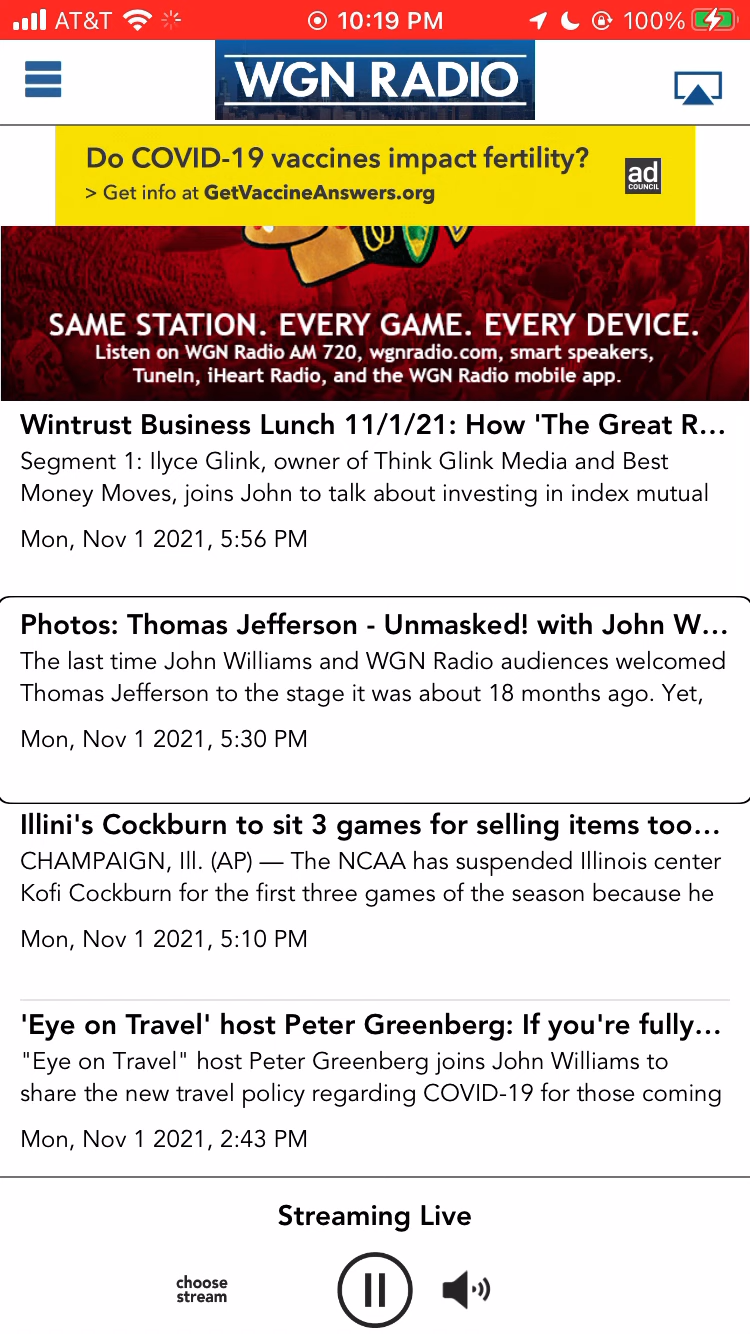 AT&T 10:19 PM 100%
WGN RADIO
Do COVID-19 vaccines impact fertility?
> Get info at GetVaccineAnswers.org
ad
COUNCIL
SAME STATION. EVERY GAME. EVERY DEVICE.
Listen on WGN Radio AM 720, wgnradio.com, smart speakers,
TuneIn, iHeart Radio, and the WGN Radio mobile app.
Wintrust Business Lunch 11/1/21: How 'The Great R...
Segment 1: Ilyce Glink, owner of Think Glink Media and Best
Money Moves, joins John to talk about investing in index mutual
Mon, Nov 1 2021, 5:56 PM
Photos: Thomas Jefferson - Unmasked! with John W...
The last time John Williams and WGN Radio audiences welcomed
Thomas Jefferson to the stage it was about 18 months ago. Yet,
Mon, Nov 1 2021, 5:30 PM
Illini's Cockburn to sit 3 games for selling items too...
CHAMPAIGN, Ill. (AP) — The NCAA has suspended Illinois center
Kofi Cockburn for the first three games of the season because he
Mon, Nov 1 2021, 5:10 PM
'Eye on Travel' host Peter Greenberg: If you're fully...
"Eye on Travel" host Peter Greenberg joins John Williams to
share the new travel policy regarding COVID-19 for those coming
Mon, Nov 1 2021, 2:43 PM
Streaming Live
choose
stream